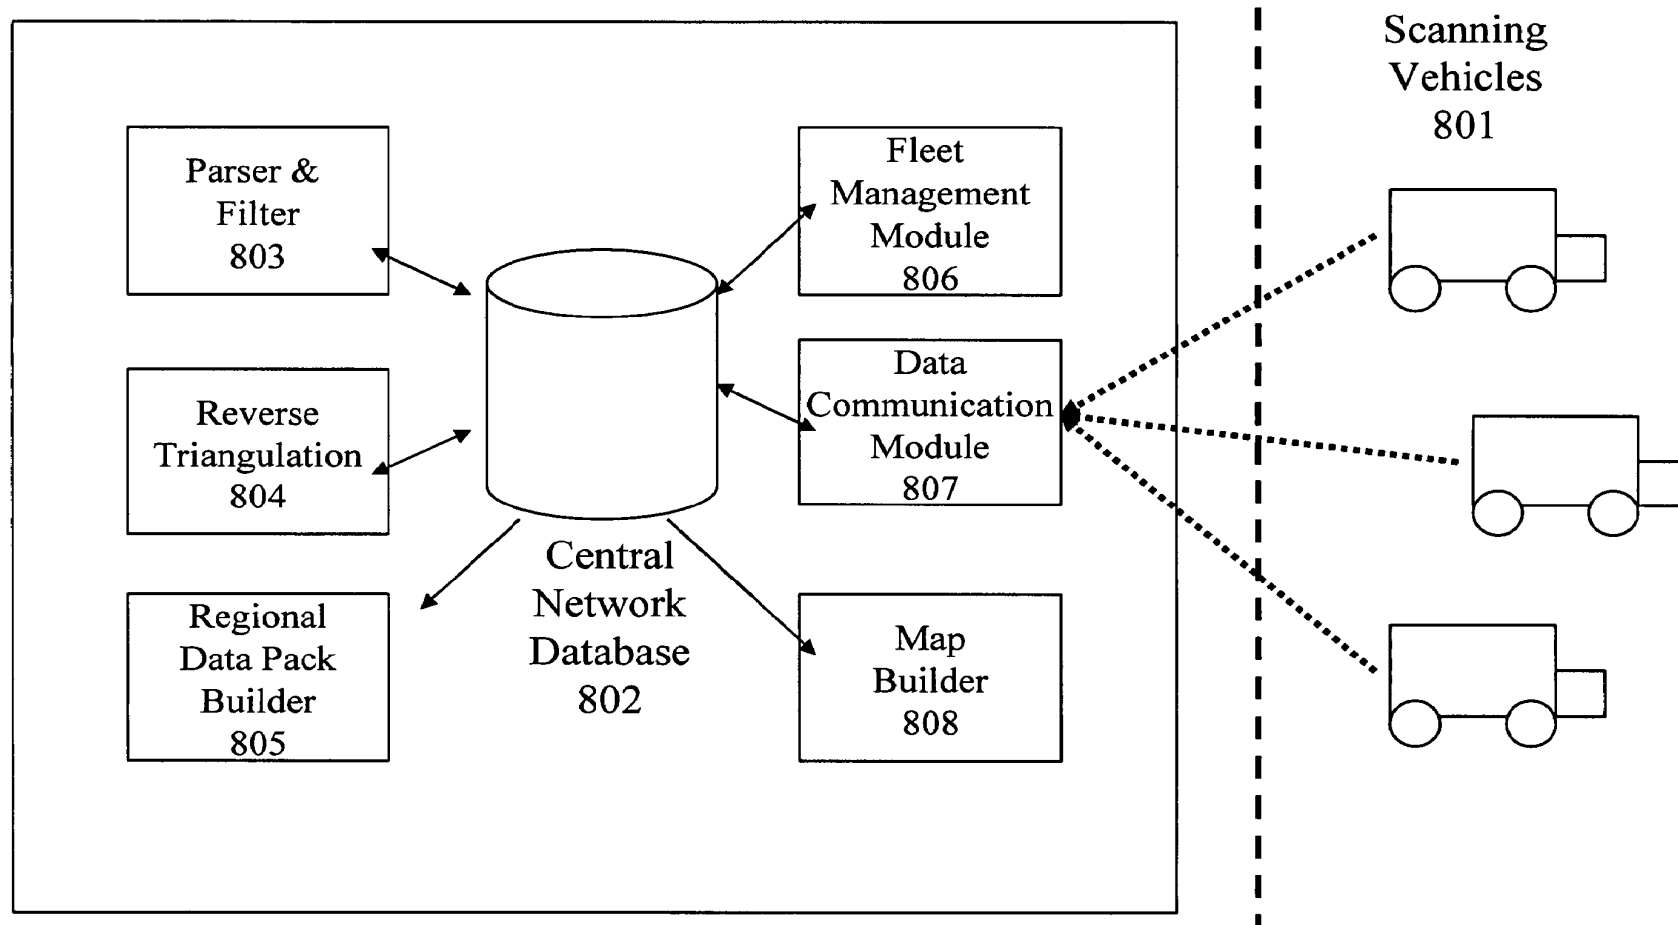 Scanning
Vehicles
801
Parser &
Filter
803
Fleet
Management
Module
806
Reverse
Triangulation
804
Data
Communication
Module
807
Central
Network
Database
802
Regional
Data Pack
Builder
805
Map
Builder
808